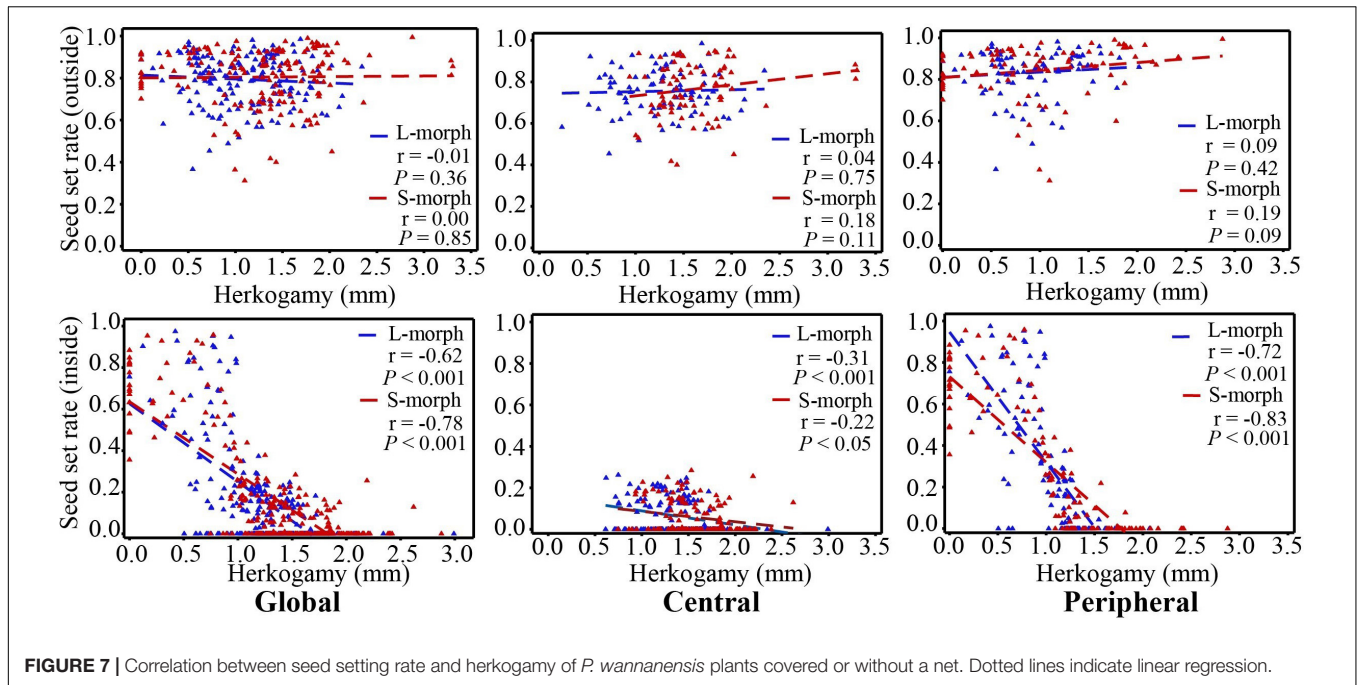 Seed set rate (outside)
1.0
0.8
0.6
0.4
0.2
0.0
L-morph
r = -0.01
P = 0.36
S-morph
r = 0.00
P = 0.85
0.0 0.5 1.0 1.5 2.0 2.5 3.0 3.5
Herkogamy (mm)
1.0
0.8
0.6
0.4
0.2
0.0
L-morph
r = 0.04
P = 0.75
S-morph
r = 0.18
P = 0.11
0.0 0.5 1.0 1.5 2.0 2.5 3.0 3.5
Herkogamy (mm)
1.0
0.8
0.6
0.4
0.2
0.0
L-morph
r = 0.09
P = 0.42
S-morph
r = 0.19
P = 0.09
0.0 0.5 1.0 1.5 2.0 2.5 3.0 3.5
Herkogamy (mm)
Seed set rate (inside)
1.0
0.8
0.6
0.4
0.2
0.0
L-morph
r = -0.62
P < 0.001
S-morph
r = -0.78
P < 0.001
0.0 0.5 1.0 1.5 2.0 2.5 3.0
Herkogamy (mm)
Global
1.0
0.8
0.6
0.4
0.2
0.0
L-morph
r = -0.31
P < 0.001
S-morph
r = -0.22
P < 0.05
0.0 0.5 1.0 1.5 2.0 2.5 3.0 3.5
Herkogamy (mm)
Central
1.0
0.8
0.6
0.4
0.2
0.0
L-morph
r = -0.72
P < 0.001
S-morph
r = -0.83
P < 0.001
0.0 0.5 1.0 1.5 2.0 2.5 3.0 3.5
Herkogamy (mm)
Peripheral
FIGURE 7 | Correlation between seed setting rate and herkogamy of P. wannanensis plants covered or without a net. Dotted lines indicate linear regression.